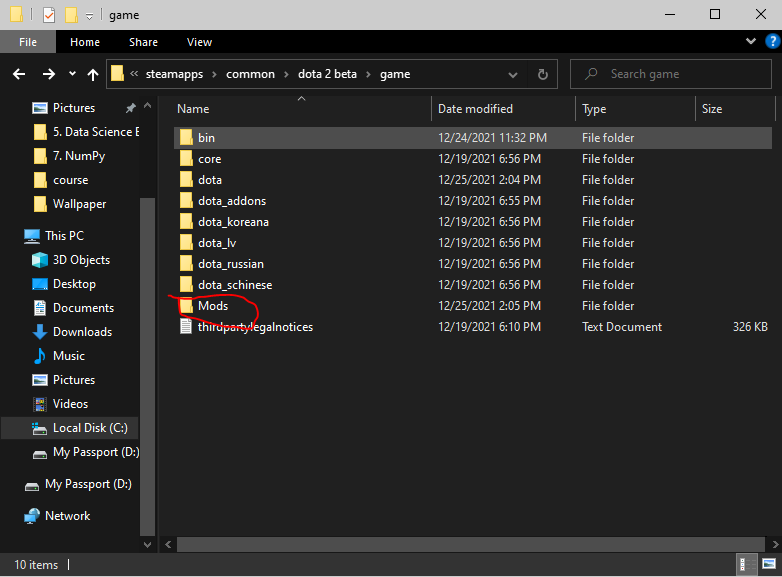 game
File Home Share View
« steamapps > common > dota 2 beta > game
Search game
Name Date modified Type Size
Pictures
5. Data Science E
7. NumPy
course
Wallpaper
This PC
3D Objects
Desktop
Documents
Downloads
Music
Pictures
Videos
Local Disk (C:)
My Passport (D:)
My Passport (D:)
Network
bin 12/24/2021 11:32 PM File folder
core 12/19/2021 6:56 PM File folder
dota 12/25/2021 2:04 PM File folder
dota_addons 12/19/2021 6:55 PM File folder
dota_koreana 12/19/2021 6:56 PM File folder
dota_lv 12/19/2021 6:56 PM File folder
dota_russian 12/19/2021 6:56 PM File folder
dota_schinese 12/19/2021 6:56 PM File folder
Mods 12/25/2021 2:05 PM File folder
thirdpartylegalnotices 12/19/2021 6:10 PM Text Document 326 KB
10 items